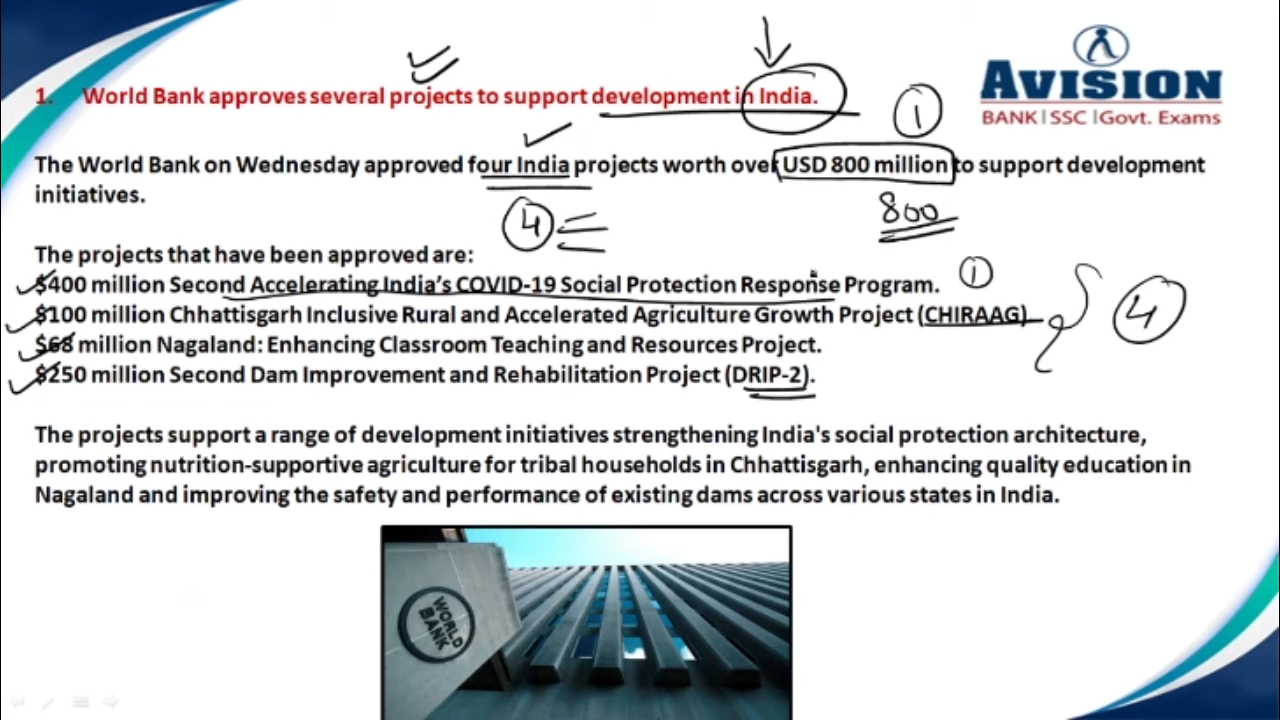 AVISION
BANK | SSC | Govt. Exams
1. World Bank approves several projects to support development in India.
1
The World Bank on Wednesday approved four India projects worth over USD 800 million to support development
initiatives.
4
800
The projects that have been approved are:
$400 million Second Accelerating India's COVID-19 Social Protection Response Program.
1
$100 million Chhattisgarh Inclusive Rural and Accelerated Agriculture Growth Project (CHIRAAG)
4
$68 million Nagaland: Enhancing Classroom Teaching and Resources Project.
$250 million Second Dam Improvement and Rehabilitation Project (DRIP-2).
The projects support a range of development initiatives strengthening India's social protection architecture,
promoting nutrition-supportive agriculture for tribal households in Chhattisgarh, enhancing quality education in
Nagaland and improving the safety and performance of existing dams across various states in India.
WORLD
BANK